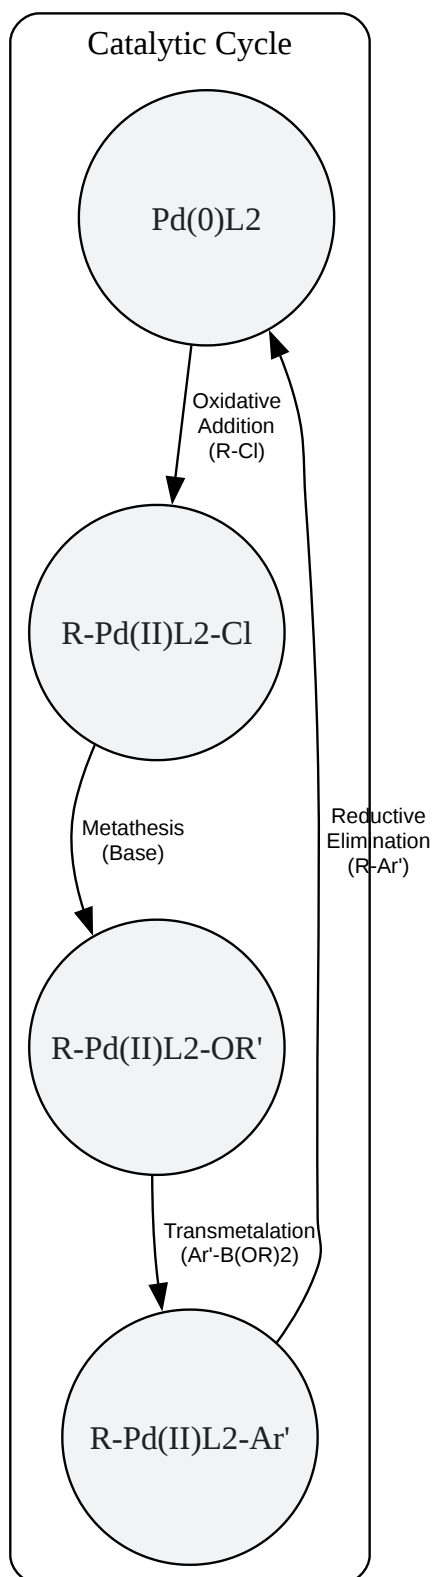 Catalytic Cycle
Pd(0)L2
Oxidative
Addition
(R-Cl)
R-Pd(II)L2-Cl
Metathesis
(Base)
Reductive
Elimination
(R-Ar')
R-Pd(II)L2-OR'
Transmetalation
(Ar'-B(OR)2)
R-Pd(II)L2-Ar'